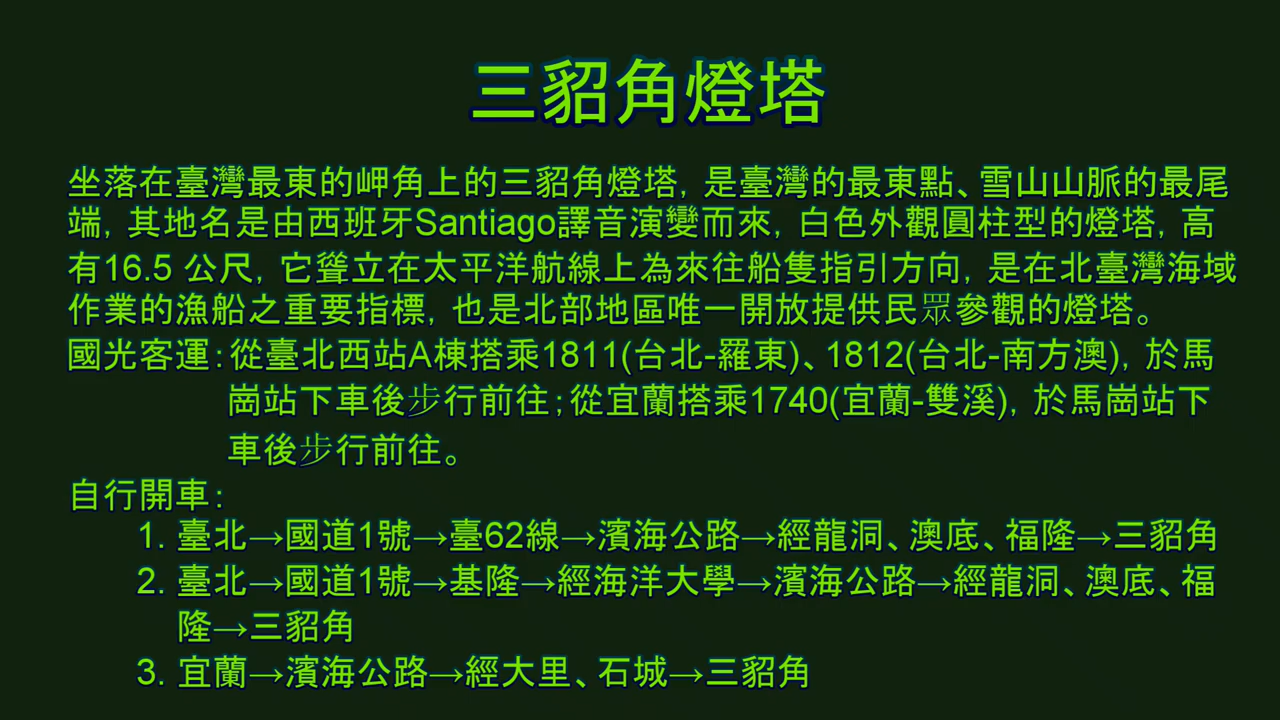 三貂角燈塔
坐落在臺灣最東的岬角上的三貂角燈塔，是臺灣的最東點、雪山山脈的最尾
端，其地名是由西班牙Santiago譯音演變而來，白色外觀圓柱型的燈塔，高
有16.5 公尺，它聳立在太平洋航線上為來往船隻指引方向，是在北臺灣海域
作業的漁船之重要指標，也是北部地區唯一開放提供民眾參觀的燈塔。
國光客運：從臺北西站A棟搭乘1811(台北-羅東)、1812(台北-南方澳)，於馬
崗站下車後步行前往；從宜蘭搭乘1740(宜蘭-雙溪)，於馬崗站下
車後步行前往。
自行開車：
1. 臺北→國道1號→臺62線→濱海公路→經龍洞、澳底、福隆→三貂角
2. 臺北→國道1號→基隆→經海洋大學→濱海公路→經龍洞、澳底、福
隆→三貂角
3. 宜蘭→濱海公路→經大里、石城→三貂角